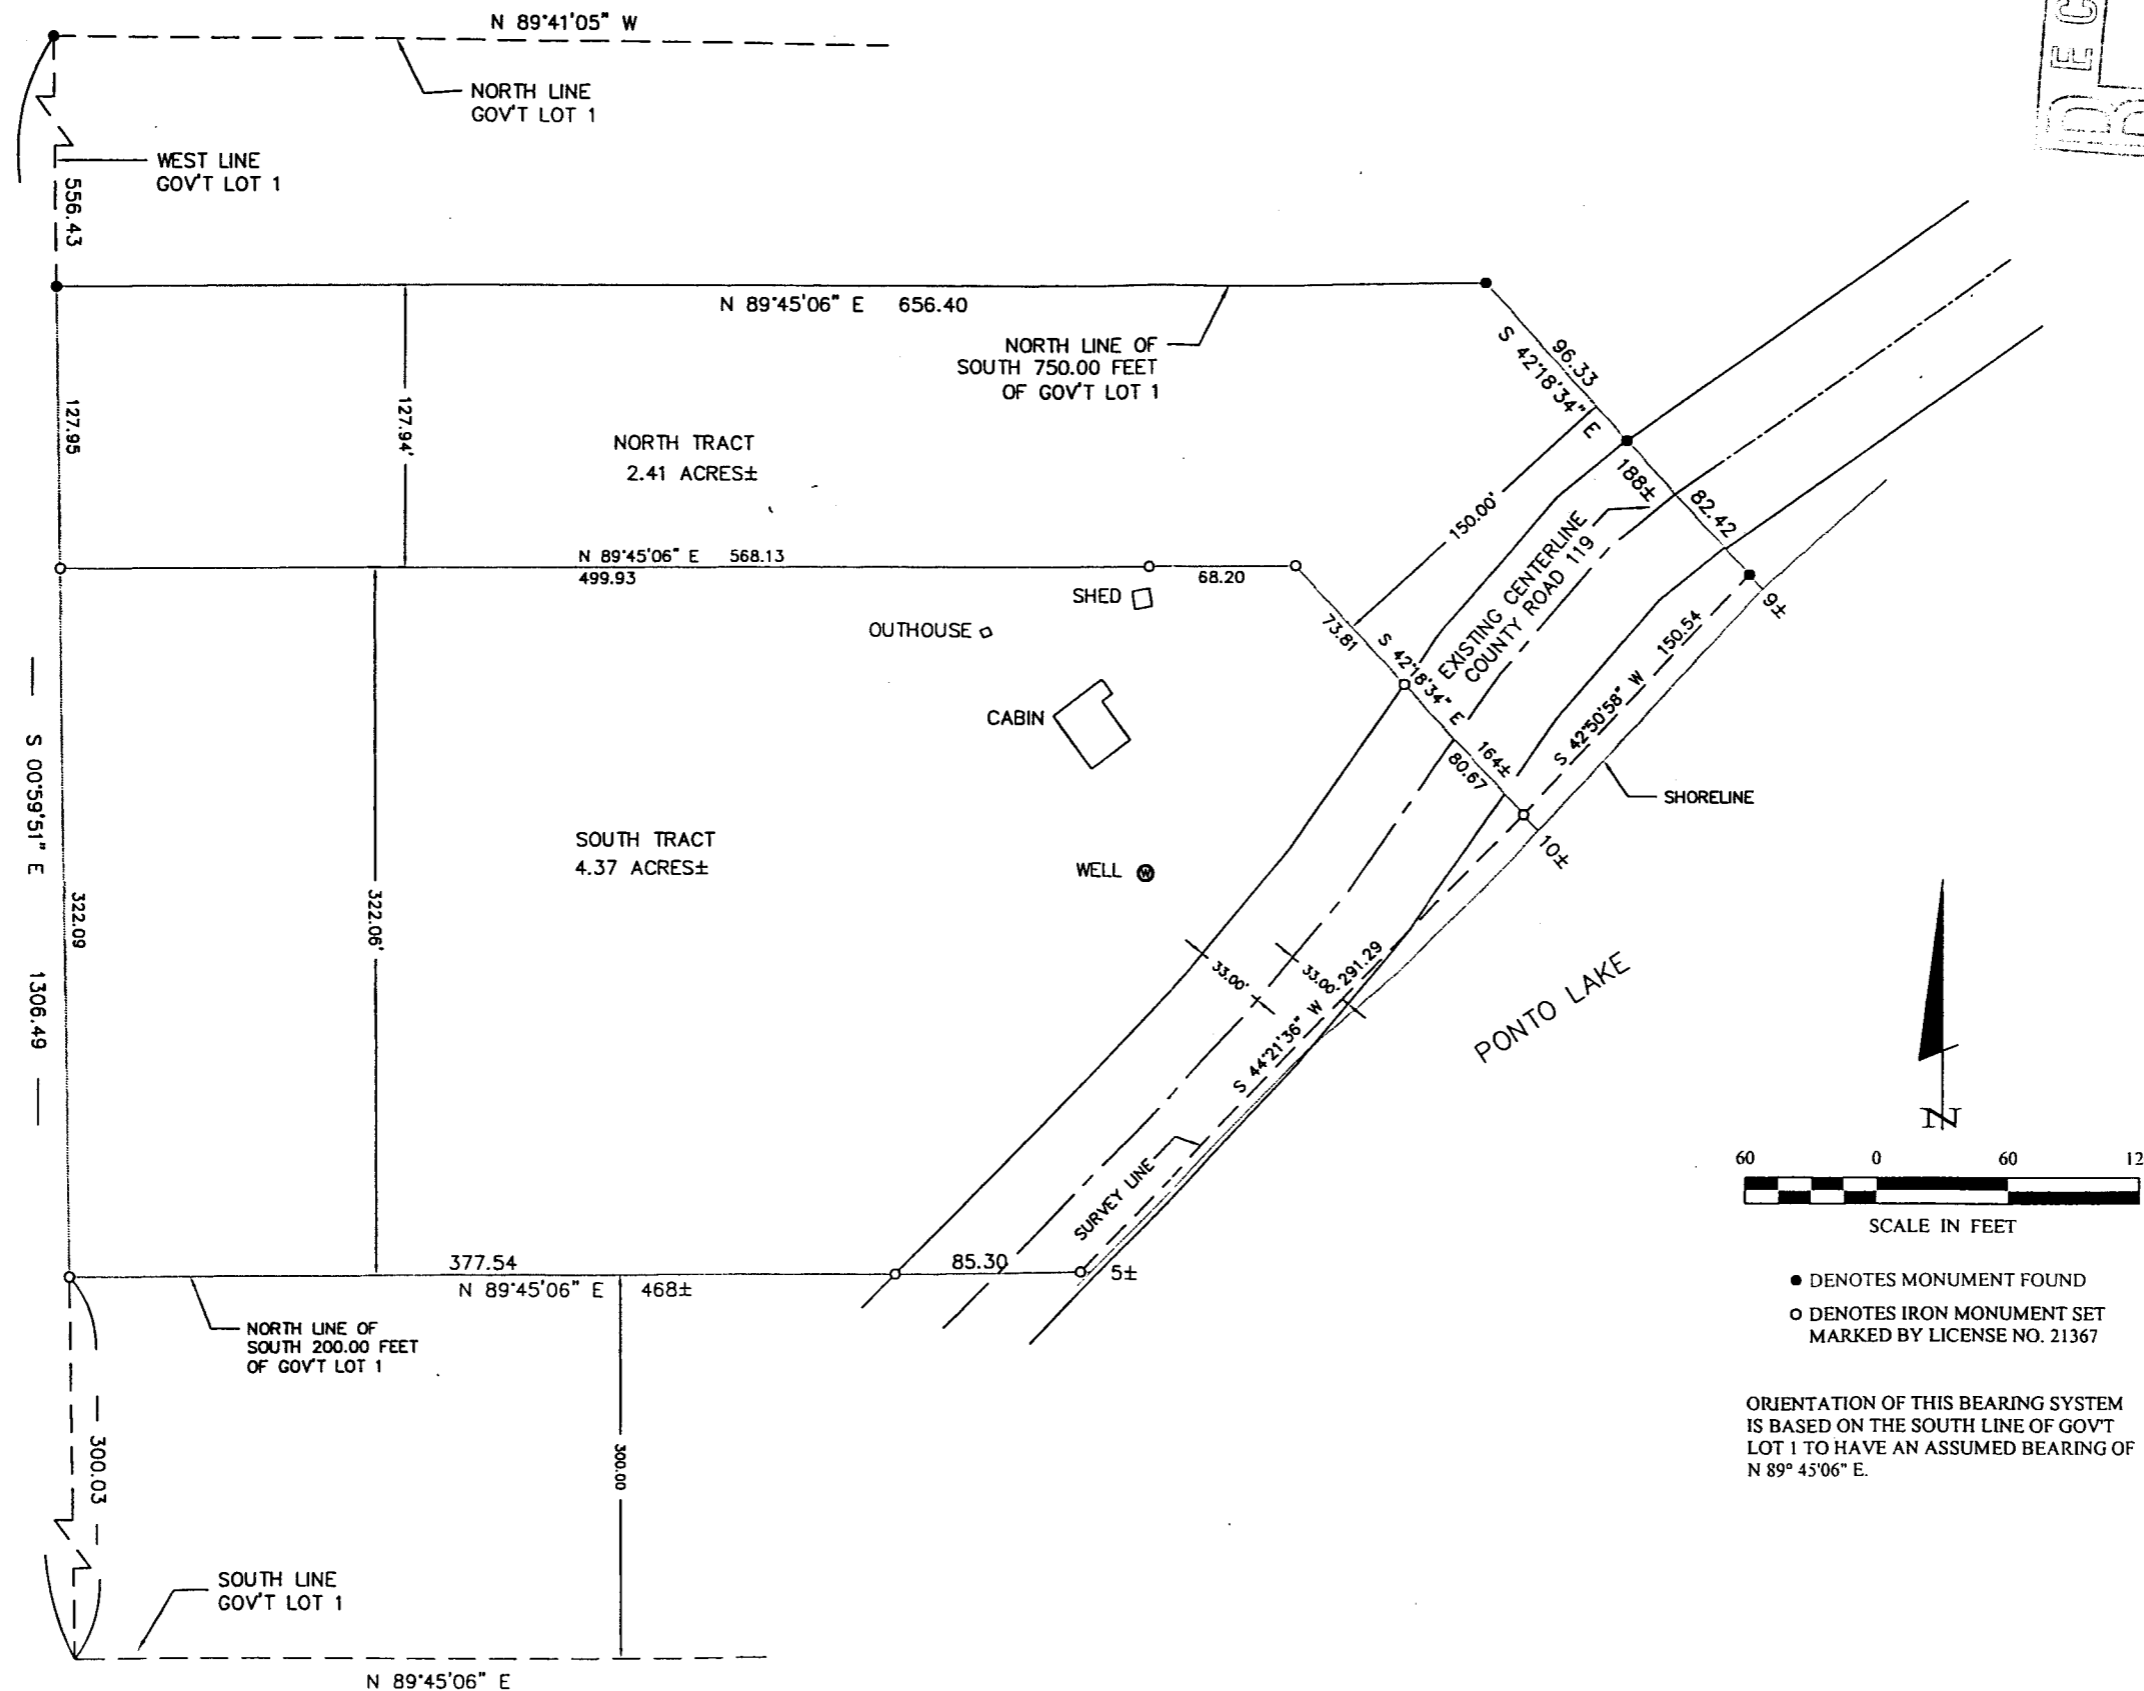 N 89°41'05" W
NORTH LINE
GOV'T LOT 1
WEST LINE
GOV'T LOT 1
556.43
N 89°45'06" E 656.40
NORTH LINE OF
SOUTH 750.00 FEET
OF GOV'T LOT 1
96.33
S 42°18'34" E
127.95
127.94'
NORTH TRACT
2.41 ACRES±
150.00'
188±
82.42
EXISTING CENTERLINE
COUNTY ROAD 119
N 89°45'06" E 568.13
499.93
68.20
SHED
OUTHOUSE
73.81
S 42°18'34" E
9±
150.54
S 42°50'58" W
CABIN
164±
80.67
SHORELINE
S 00°59'51" E
1306.49
SOUTH TRACT
4.37 ACRES±
10±
WELL W
322.09
322.06'
33.00'
33.00'
291.29
S 44°21'36" W
PONTO LAKE
SURVEY LINE
N
60 0 60 12
SCALE IN FEET
377.54
85.30
5±
N 89°45'06" E 468±
DENOTES MONUMENT FOUND
DENOTES IRON MONUMENT SET
MARKED BY LICENSE NO. 21367
NORTH LINE OF
SOUTH 200.00 FEET
OF GOV'T LOT 1
300.03
300.00
ORIENTATION OF THIS BEARING SYSTEM
IS BASED ON THE SOUTH LINE OF GOV'T
LOT 1 TO HAVE AN ASSUMED BEARING OF
N 89° 45'06" E.
SOUTH LINE
GOV'T LOT 1
N 89°45'06" E